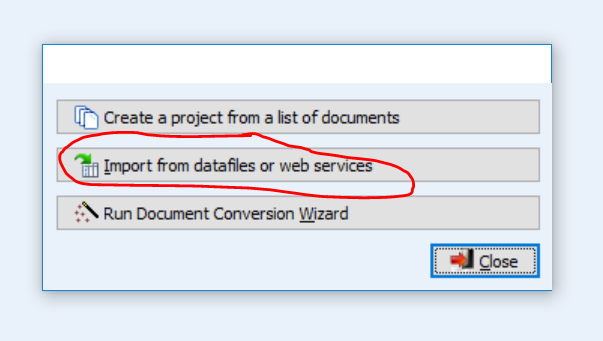 Create a project from a list of documents
Import from datafiles or web services
Run Document Conversion Wizard
Close